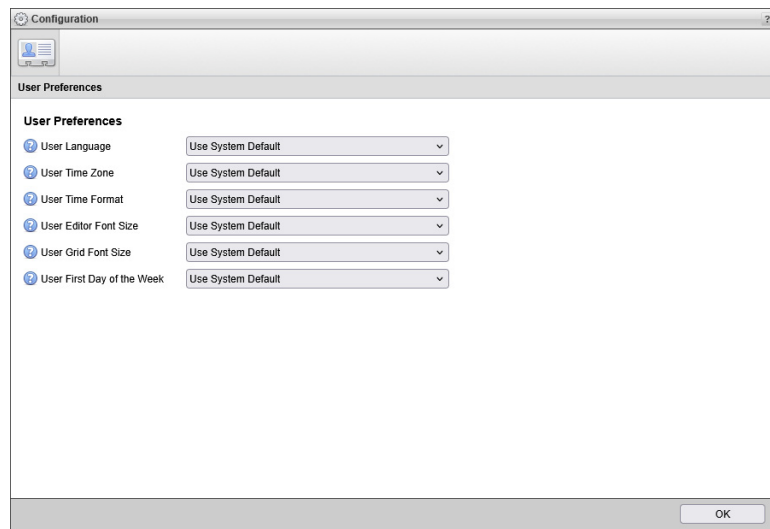 Configuration
?
User Preferences
User Preferences
User Language Use System Default
User Time Zone Use System Default
User Time Format Use System Default
User Editor Font Size Use System Default
User Grid Font Size Use System Default
User First Day of the Week Use System Default
OK